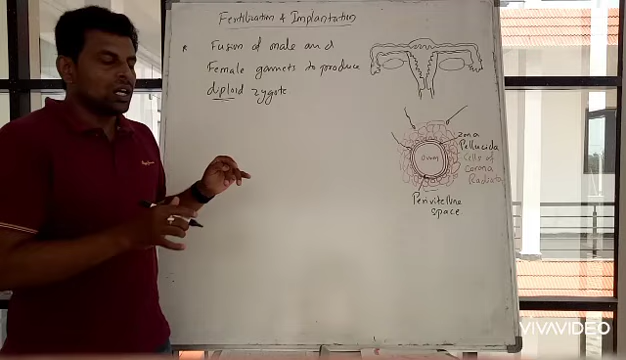 Fertilization & Implantation
* Fusion of male and
Female gamets to produce
diploid zygote
zona
Pellucida
Cells of
corona
Radiata
Ovum
Perivitelline
space
VIVAVIDEO